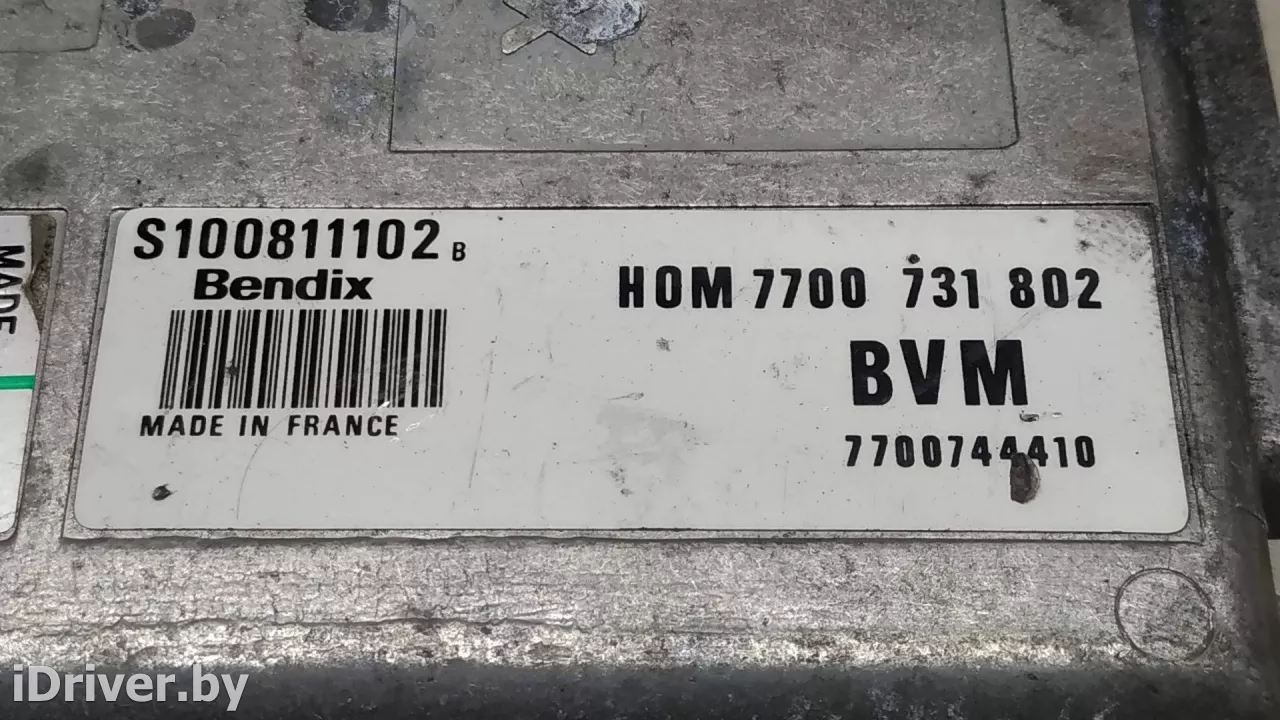 S100811102 B
Bendix
MADE IN FRANCE
HOM 7700 731 802
BVM
7700744410
MADE
iDriver.by